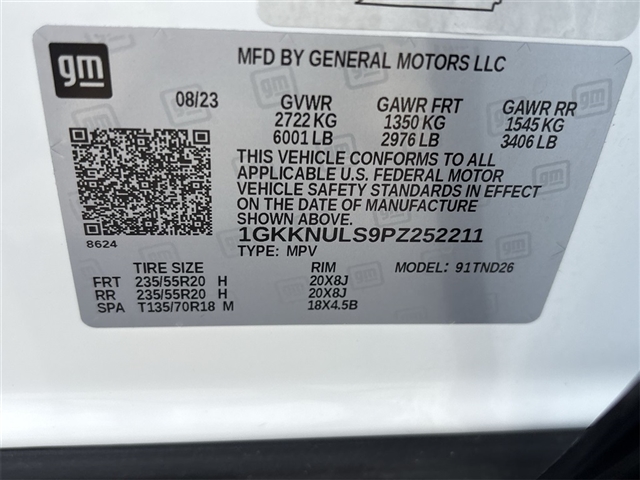 gm
MFD BY GENERAL MOTORS LLC
08/23 GVWR GAWR FRT GAWR RR
2722 KG 1350 KG 1545 KG
6001 LB 2976 LB 3406 LB
THIS VEHICLE CONFORMS TO ALL
APPLICABLE U.S. FEDERAL MOTOR
VEHICLE SAFETY STANDARDS IN EFFECT
ON THE DATE OF MANUFACTURE
SHOWN ABOVE.
8624 1GKKNULS9PZ252211
TYPE: MPV
TIRE SIZE RIM MODEL: 91TND26
FRT 235/55R20 H 20X8J
RR 235/55R20 H 20X8J
SPA T135/70R18 M 18X4.5B